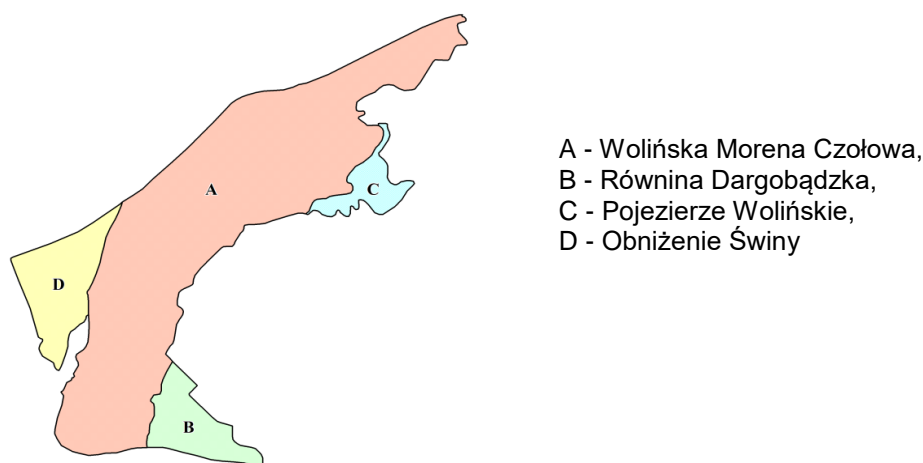 A
C
D
B
A - Wolińska Morena Czołowa,
B - Równina Dargobądzka,
C - Pojezierze Wolińskie,
D - Obniżenie Świny